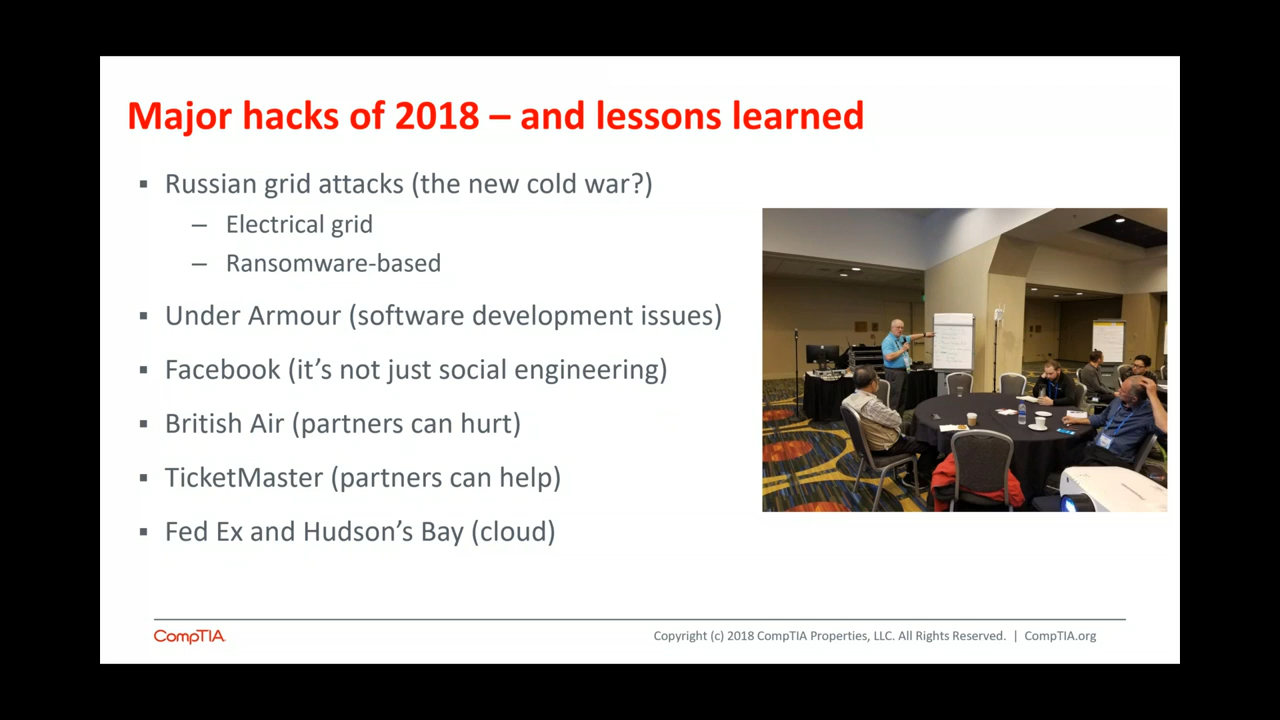 Major hacks of 2018 – and lessons learned
▪ Russian grid attacks (the new cold war?)
– Electrical grid
– Ransomware-based
▪ Under Armour (software development issues)
▪ Facebook (it’s not just social engineering)
▪ British Air (partners can hurt)
▪ TicketMaster (partners can help)
▪ Fed Ex and Hudson’s Bay (cloud)
CompTIA
Copyright (c) 2018 CompTIA Properties, LLC. All Rights Reserved. | CompTIA.org